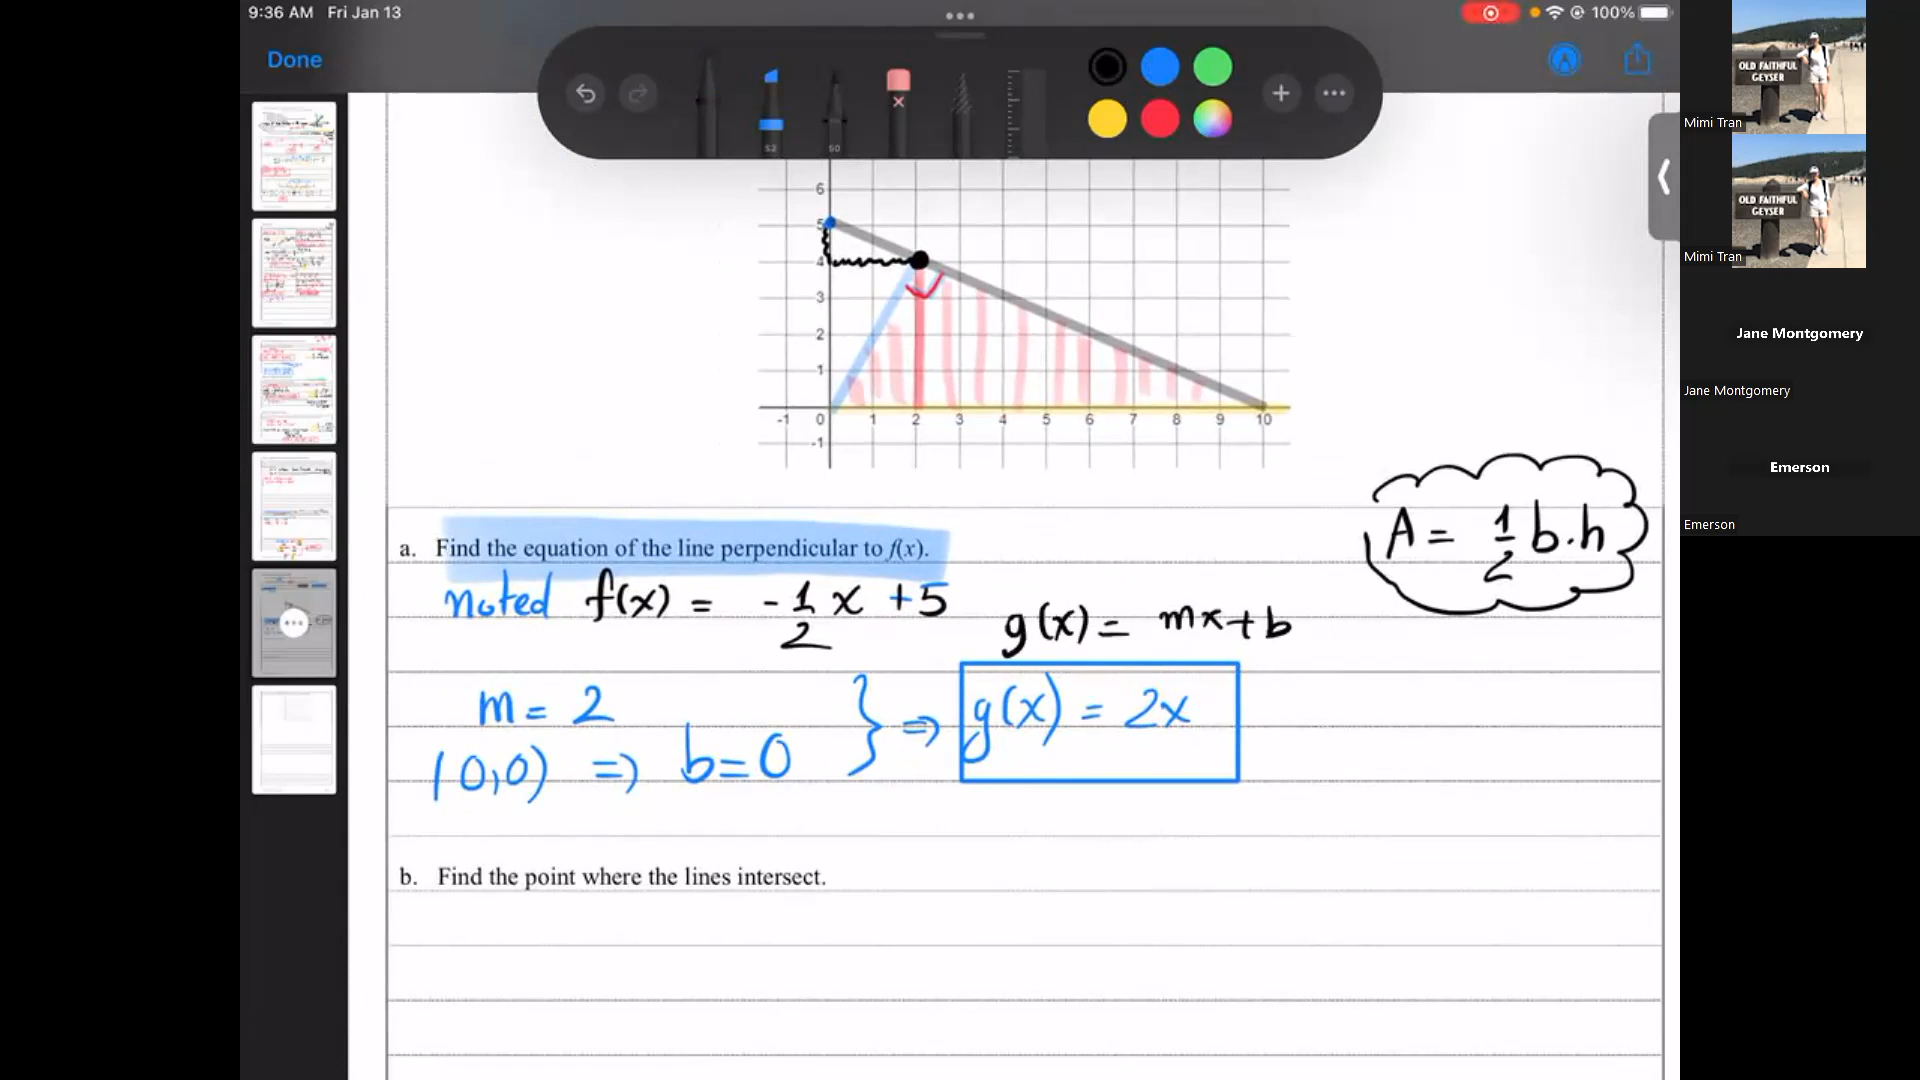 9:36 AM Fri Jan 13
100%
Done
52
50
OLD FAITHFUL
GEYSER
Mimi Tran
OLD FAITHFUL
GEYSER
Mimi Tran
Jane Montgomery
Jane Montgomery
Emerson
Emerson
6
5
4
3
2
1
-1 0 1 2 3 4 5 6 7 8 9 10
-1
A = 1/2 b.h
a. Find the equation of the line perpendicular to f(x).
noted f(x) = -1/2 x + 5
g(x) = mx + b
m = 2
(0,0) => b = 0 } => g(x) = 2x
b. Find the point where the lines intersect.